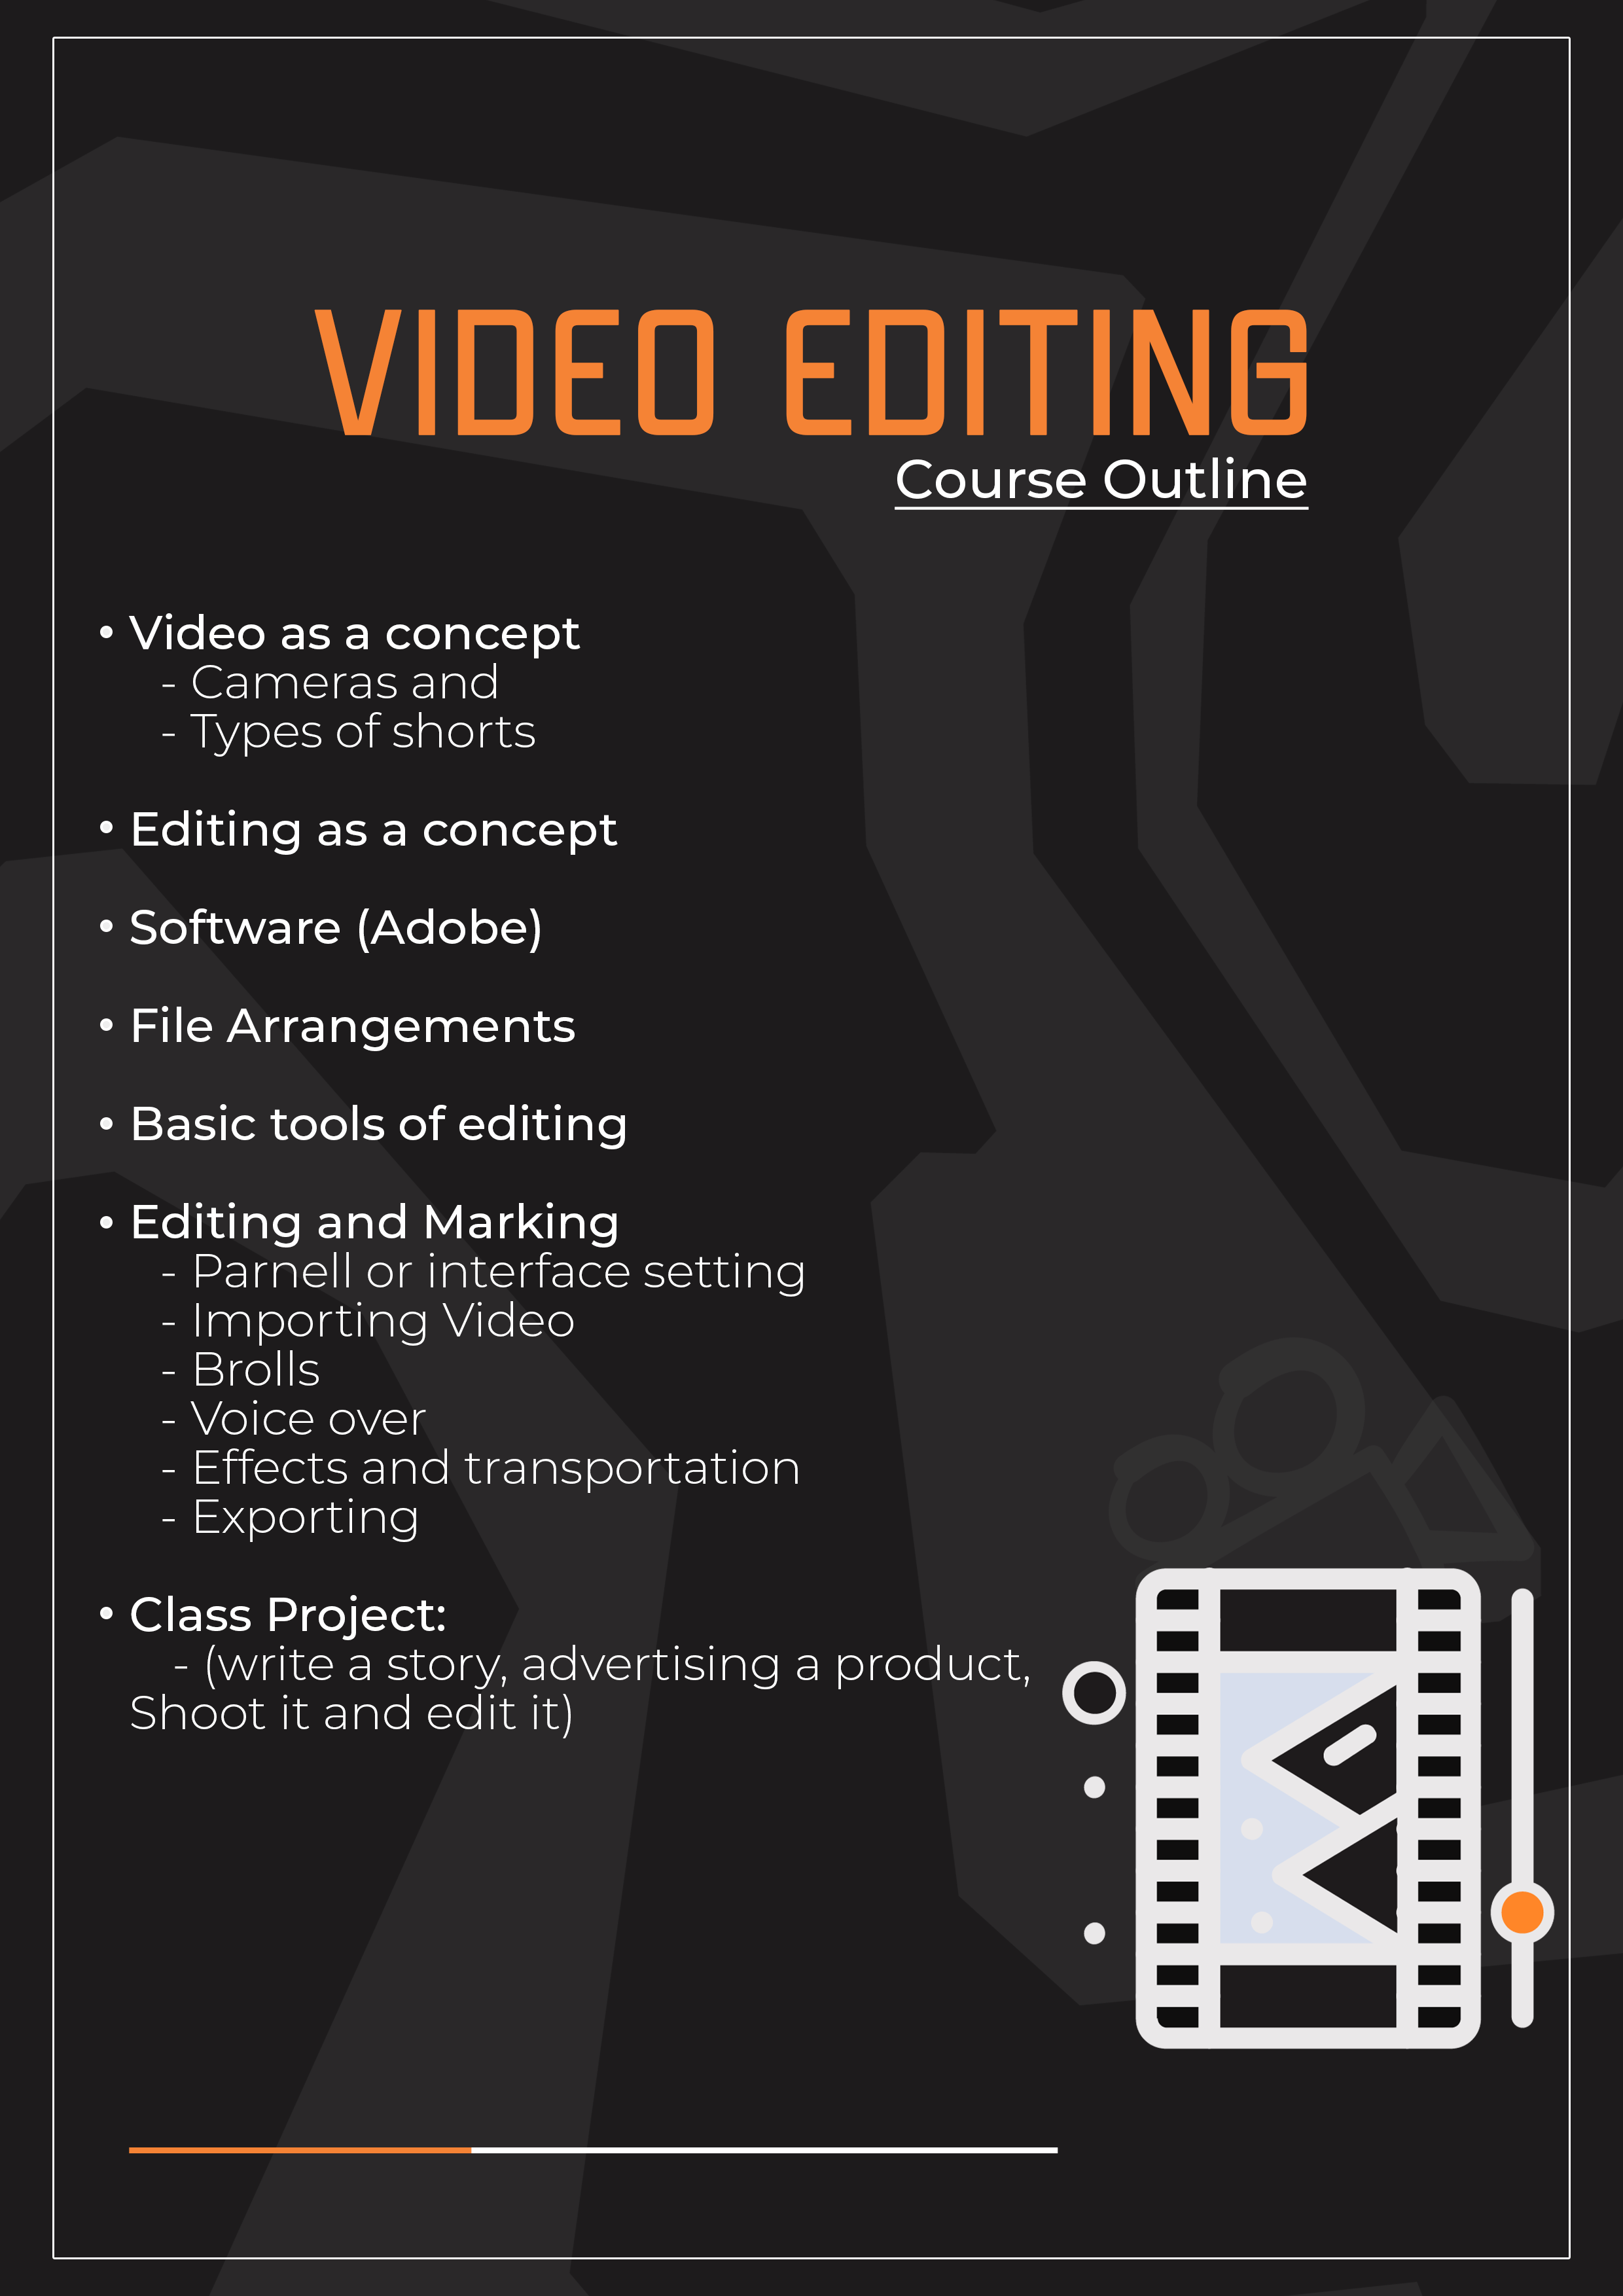 VIDEO EDITING
Course Outline
• Video as a concept
- Cameras and
- Types of shorts
• Editing as a concept
• Software (Adobe)
• File Arrangements
• Basic tools of editing
• Editing and Marking
- Parnell or interface setting
- Importing Video
- Brolls
- Voice over
- Effects and transportation
- Exporting
• Class Project:
- (write a story, advertising a product,
Shoot it and edit it)